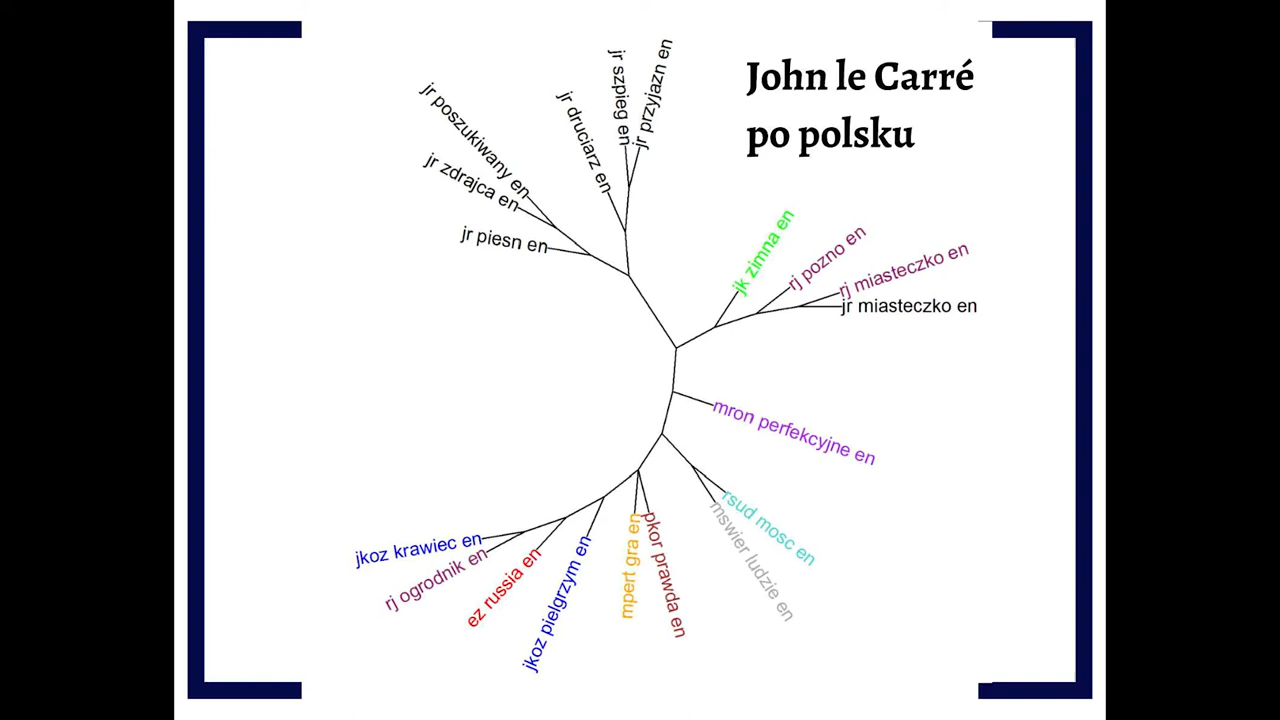 John le Carré
po polsku
jr poszukiwany en
jr zdrajca en
jr piesn en
jr druciarz en
jr szpieg en
jr przyjazn en
jk zimna en
rj pozno en
rj miasteczko en
jr miasteczko en
mron perfekcyjne en
rsud mosc en
mswier ludzie en
pkor prawda en
mpert gra en
jkoz pielgrzym en
ez russia en
rj ogrodnik en
jkoz krawiec en